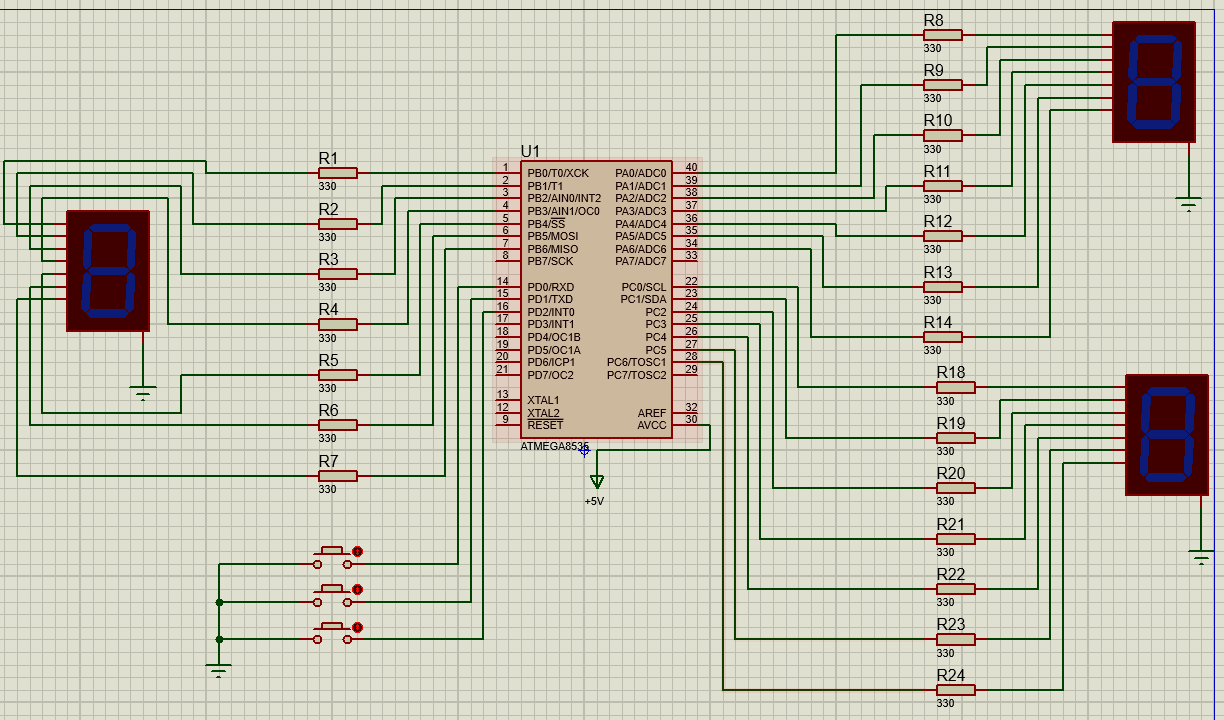 R8
330
R9
330
R10
330
R11
330
R12
330
R13
330
R14
330
R1
330
R2
330
R3
330
R4
330
R5
330
R6
330
R7
330
U1
1 PB0/T0/XCK PA0/ADC0 40
2 PB1/T1 PA1/ADC1 39
3 PB2/AIN0/INT2 PA2/ADC2 38
4 PB3/AIN1/OC0 PA3/ADC3 37
5 PB4/SS PA4/ADC4 36
6 PB5/MOSI PA5/ADC5 35
7 PB6/MISO PA6/ADC6 34
8 PB7/SCK PA7/ADC7 33
14 PD0/RXD PC0/SCL 22
15 PD1/TXD PC1/SDA 23
16 PD2/INT0 PC2 24
17 PD3/INT1 PC3 25
18 PD4/OC1B PC4 26
19 PD5/OC1A PC5 27
20 PD6/ICP1 PC6/TOSC1 28
21 PD7/OC2 PC7/TOSC2 29
13 XTAL1
12 XTAL2 AREF 32
9 RESET AVCC 30
ATMEGA8535
+5V
R18
330
R19
330
R20
330
R21
330
R22
330
R23
330
R24
330